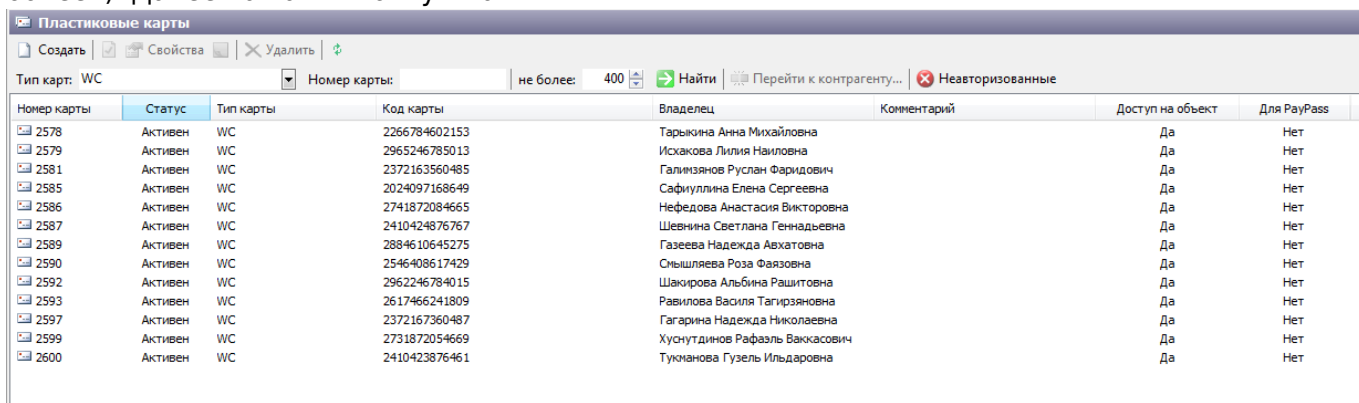 Пластиковые карты
Создать Свойства Удалить
Тип карт: WC Номер карты: не более: 400 Найти Перейти к контрагенту... Неавторизованные
Номер карты Статус Тип карты Код карты Владелец Комментарий Доступ на объект Для PayPass
2578 Активен WC 2266784602153 Тарыкина Анна Михайловна Да Нет
2579 Активен WC 2965246785013 Исхакова Лилия Наиловна Да Нет
2581 Активен WC 2372163560485 Галимзянов Руслан Фаридович Да Нет
2585 Активен WC 2024097168649 Сафиуллина Елена Сергеевна Да Нет
2586 Активен WC 2741872084665 Нефедова Анастасия Викторовна Да Нет
2587 Активен WC 2410424876767 Шевнина Светлана Геннадьевна Да Нет
2589 Активен WC 2884610645275 Газеева Надежда Авхатовна Да Нет
2590 Активен WC 2546408617429 Смышляева Роза Фаязовна Да Нет
2592 Активен WC 2962246784015 Шакирова Альбина Рашитовна Да Нет
2593 Активен WC 2617466241809 Равилова Василя Тагирзяновна Да Нет
2597 Активен WC 2372167360487 Гагарина Надежда Николаевна Да Нет
2599 Активен WC 2731872054669 Хуснутдинов Рафаэль Ваккасович Да Нет
2600 Активен WC 2410423876461 Тукманова Гузель Ильдаровна Да Нет